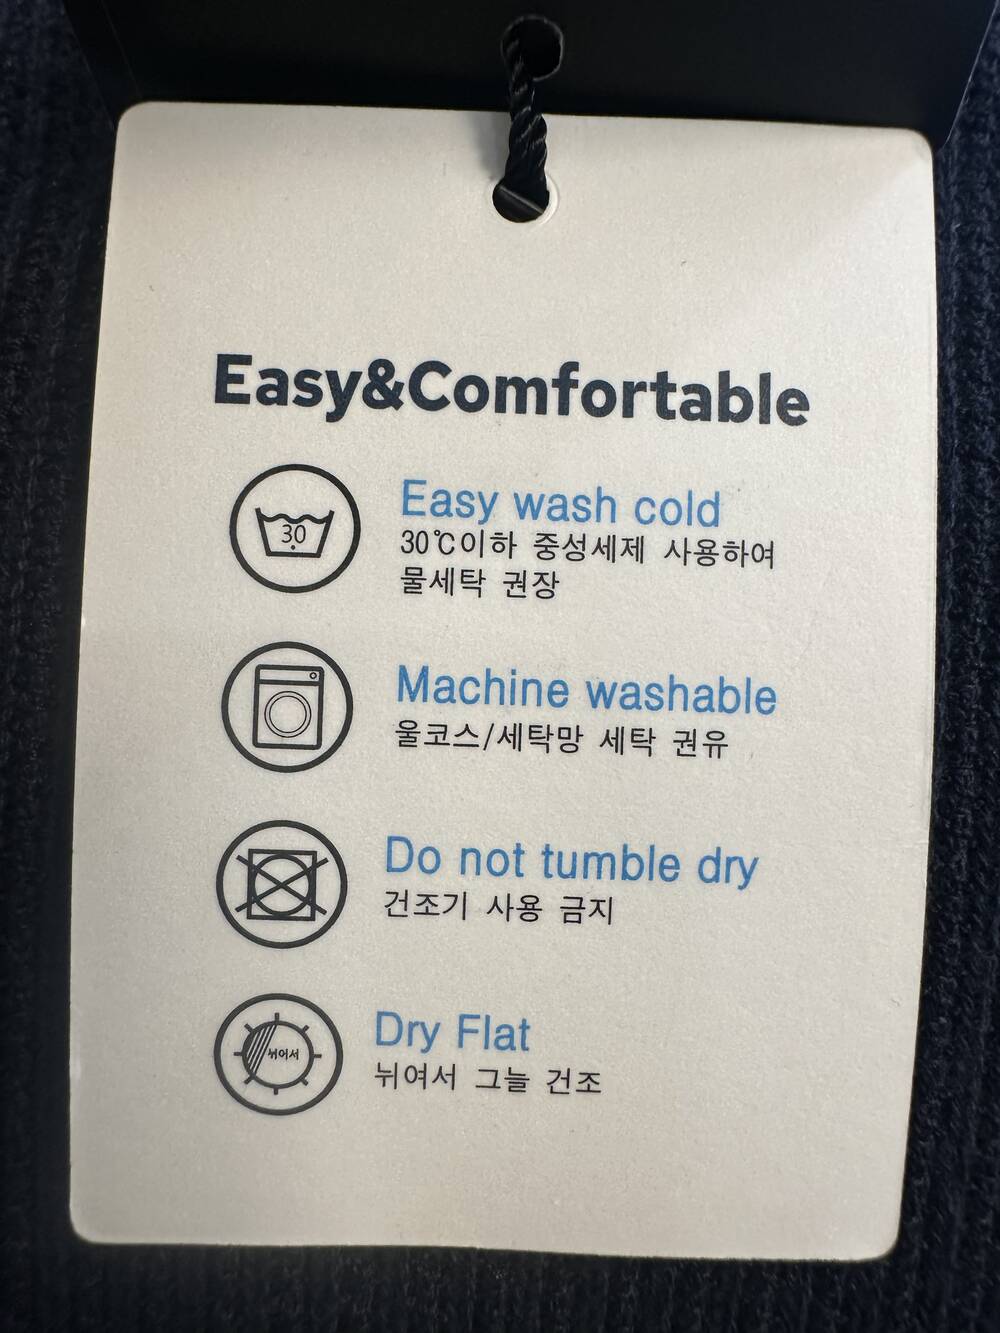 Easy&Comfortable
30
Easy wash cold
30℃이하 중성세제 사용하여
물세탁 권장
Machine washable
울코스/세탁망 세탁 권유
Do not tumble dry
건조기 사용 금지
뉘어서
Dry Flat
뉘여서 그늘 건조